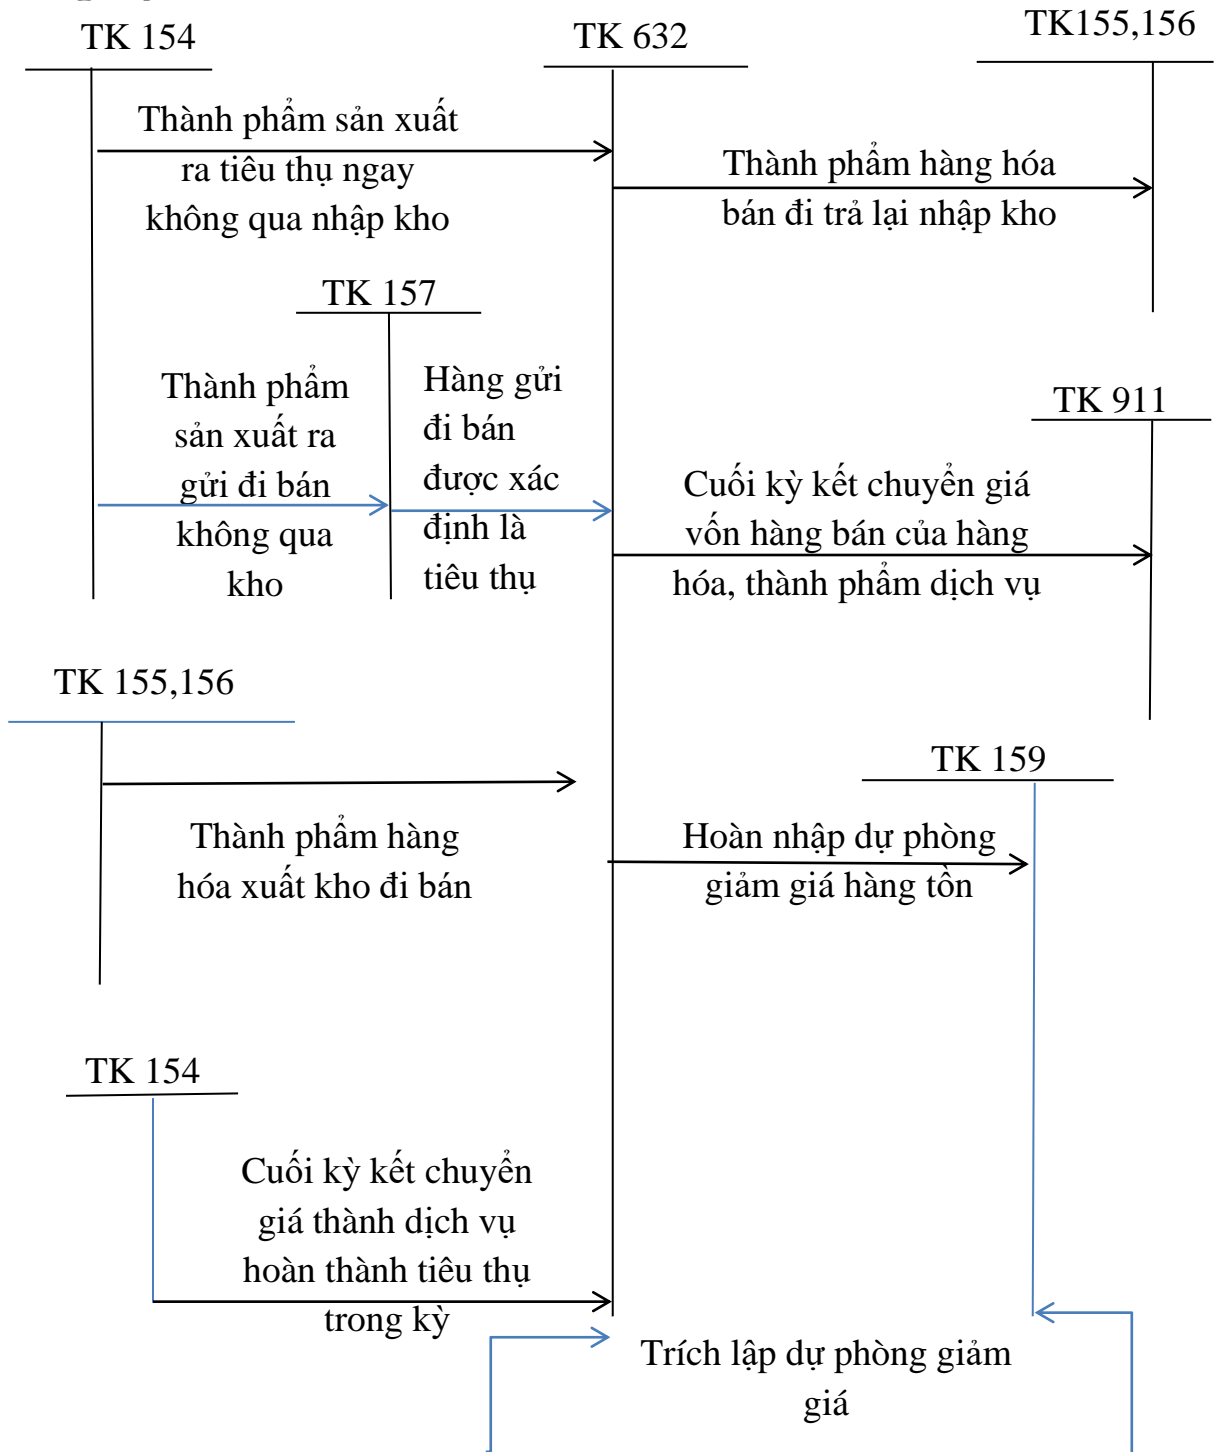 TK 154
TK 632
TK155,156
Thành phẩm sản xuất
ra tiêu thụ ngay
không qua nhập kho
Thành phẩm hàng hóa
bán đi trả lại nhập kho
TK 157
Thành phẩm
sản xuất ra
gửi đi bán
không qua
kho
Hàng gửi
đi bán
được xác
định là
tiêu thụ
TK 911
Cuối kỳ kết chuyển giá
vốn hàng bán của hàng
hóa, thành phẩm dịch vụ
TK 155,156
Thành phẩm hàng
hóa xuất kho đi bán
TK 159
Hoàn nhập dự phòng
giảm giá hàng tồn
TK 154
Cuối kỳ kết chuyển
giá thành dịch vụ
hoàn thành tiêu thụ
trong kỳ
Trích lập dự phòng giảm
giá